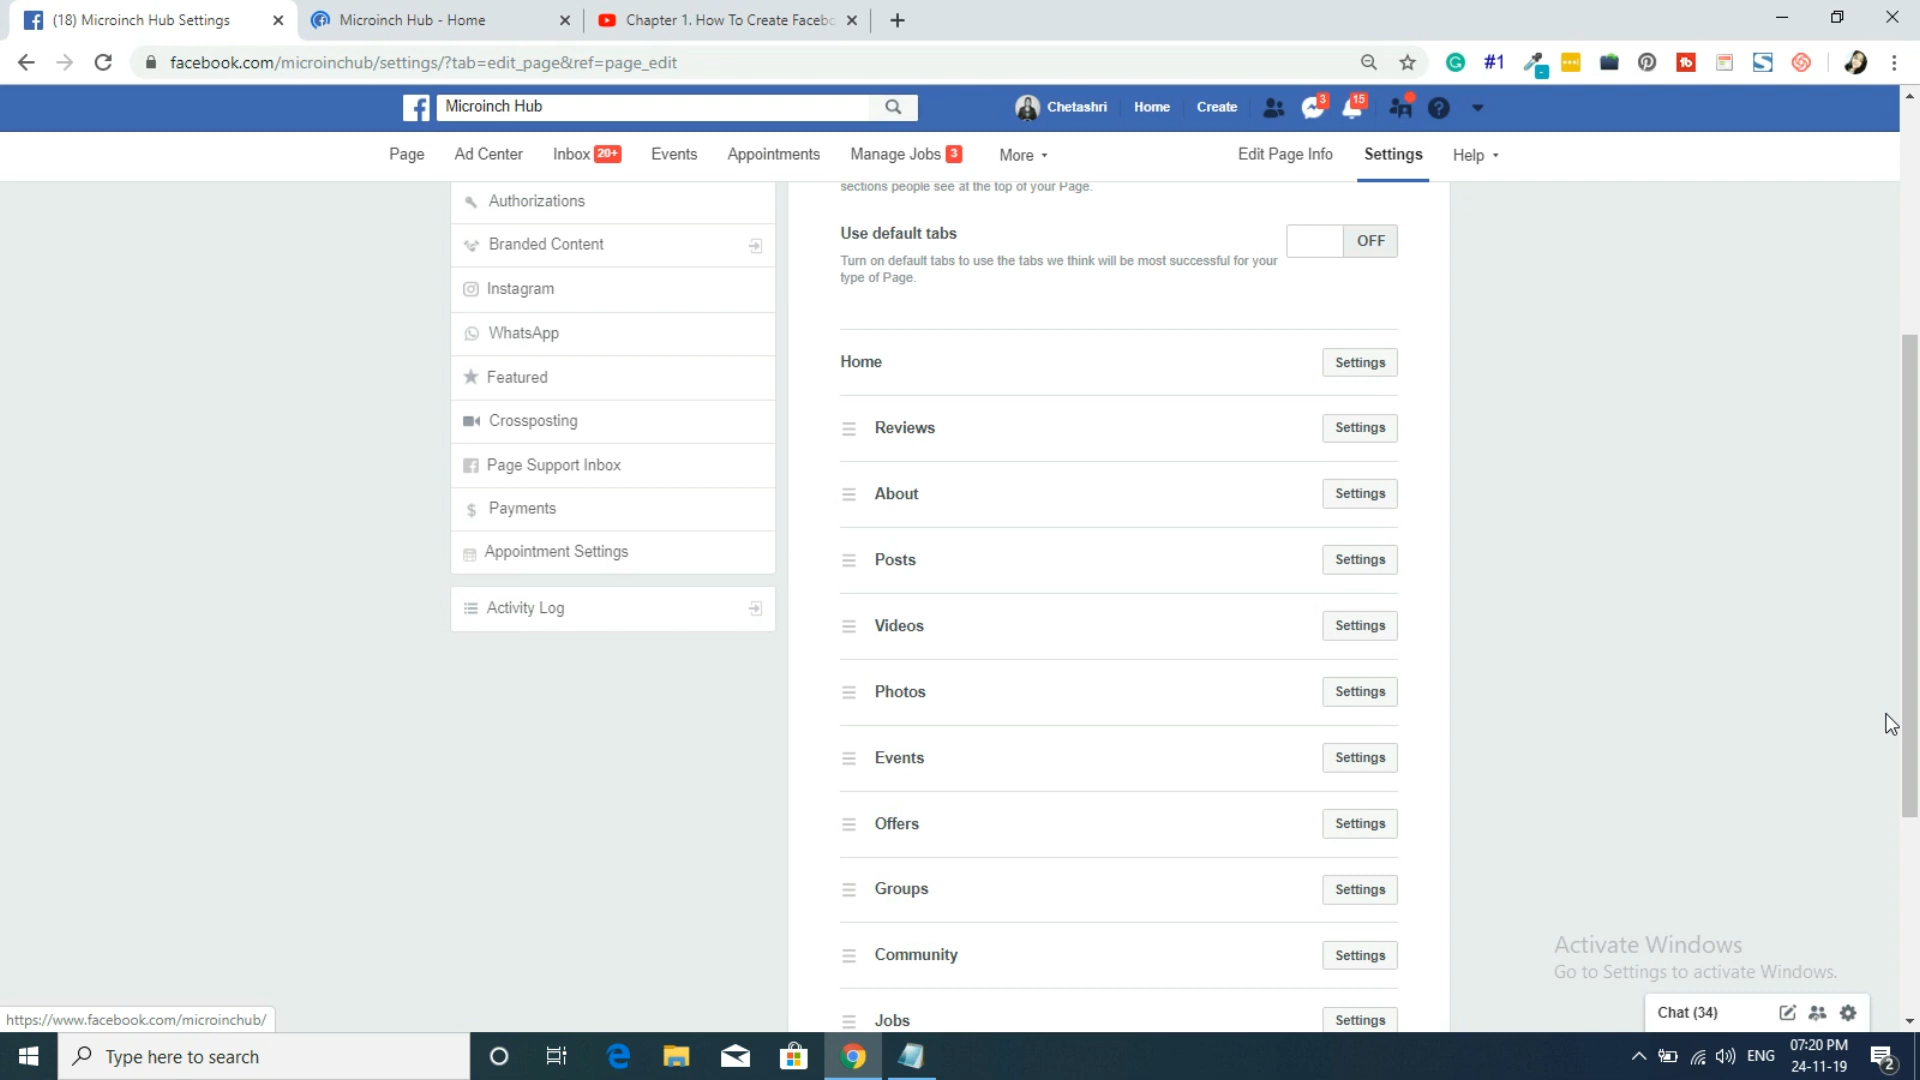 (18) Microinch Hub Settings
Microinch Hub - Home
Chapter 1. How To Create Facebo
facebook.com/microinchub/settings/?tab=edit_page&ref=page_edit
#1
Microinch Hub
Chetashri
Home
Create
3
15
Page
Ad Center
Inbox 20+
Events
Appointments
Manage Jobs 3
More
Edit Page Info
Settings
Help
Authorizations
Branded Content
Instagram
WhatsApp
Featured
Crossposting
Page Support Inbox
Payments
Appointment Settings
Activity Log
sections people see at the top of your Page.
Use default tabs
OFF
Turn on default tabs to use the tabs we think will be most successful for your
type of Page.
Home Settings
Reviews Settings
About Settings
Posts Settings
Videos Settings
Photos Settings
Events Settings
Offers Settings
Groups Settings
Community Settings
Jobs Settings
Activate Windows
Go to Settings to activate Windows.
Chat (34)
https://www.facebook.com/microinchub/
Type here to search
ENG
07:20 PM
24-11-19
2